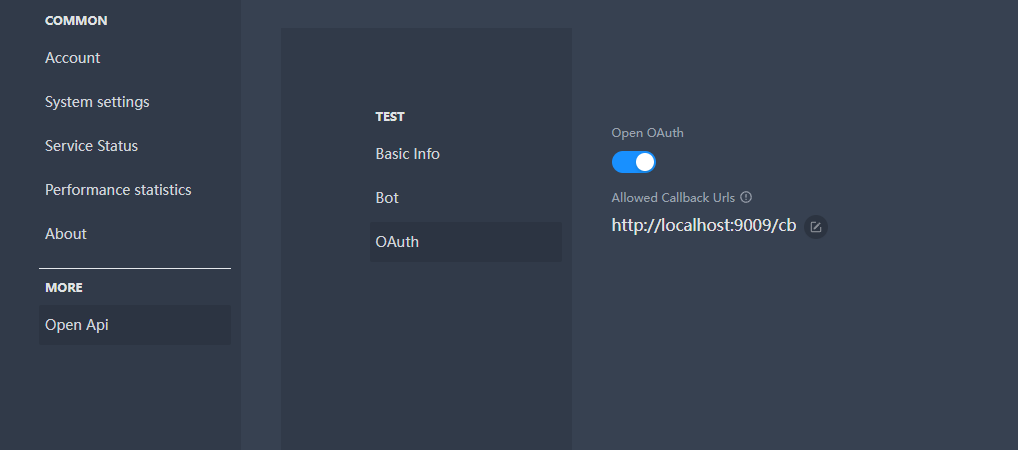 COMMON
Account
System settings
Service Status
Performance statistics
About
MORE
Open Api
TEST
Basic Info
Bot
OAuth
Open OAuth
Allowed Callback Urls
http://localhost:9009/cb